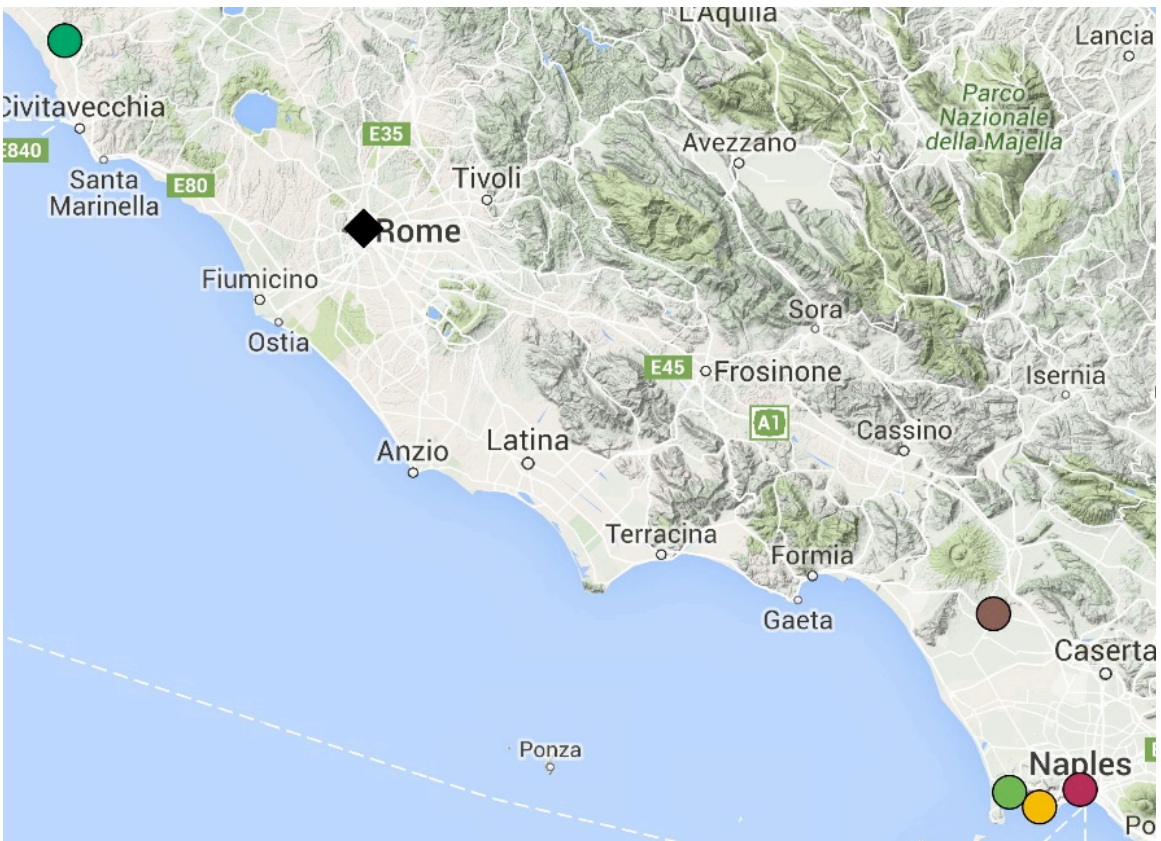 L'Aquila
Lancia
Parco
Nazionale
della Majella
Civitavecchia
E35
Avezzano
E840
Santa
Marinella
E80
Tivoli
Rome
Fiumicino
Ostia
Sora
E45
Frosinone
Isernia
A1
Cassino
Anzio
Latina
Terracina
Formia
Gaeta
Caserta
Ponza
Naples
E
Po